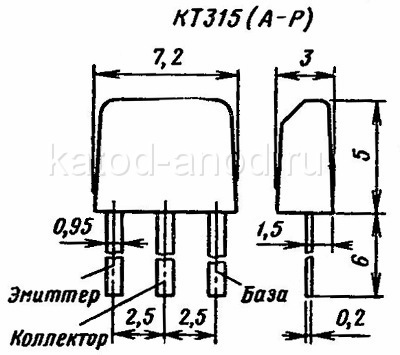 КТ315 (А-Р)
7,2
3
katod-anod.ru
5
0,95
1,5
6
Эмиттер
База
Коллектор
2,5
2,5
0,2